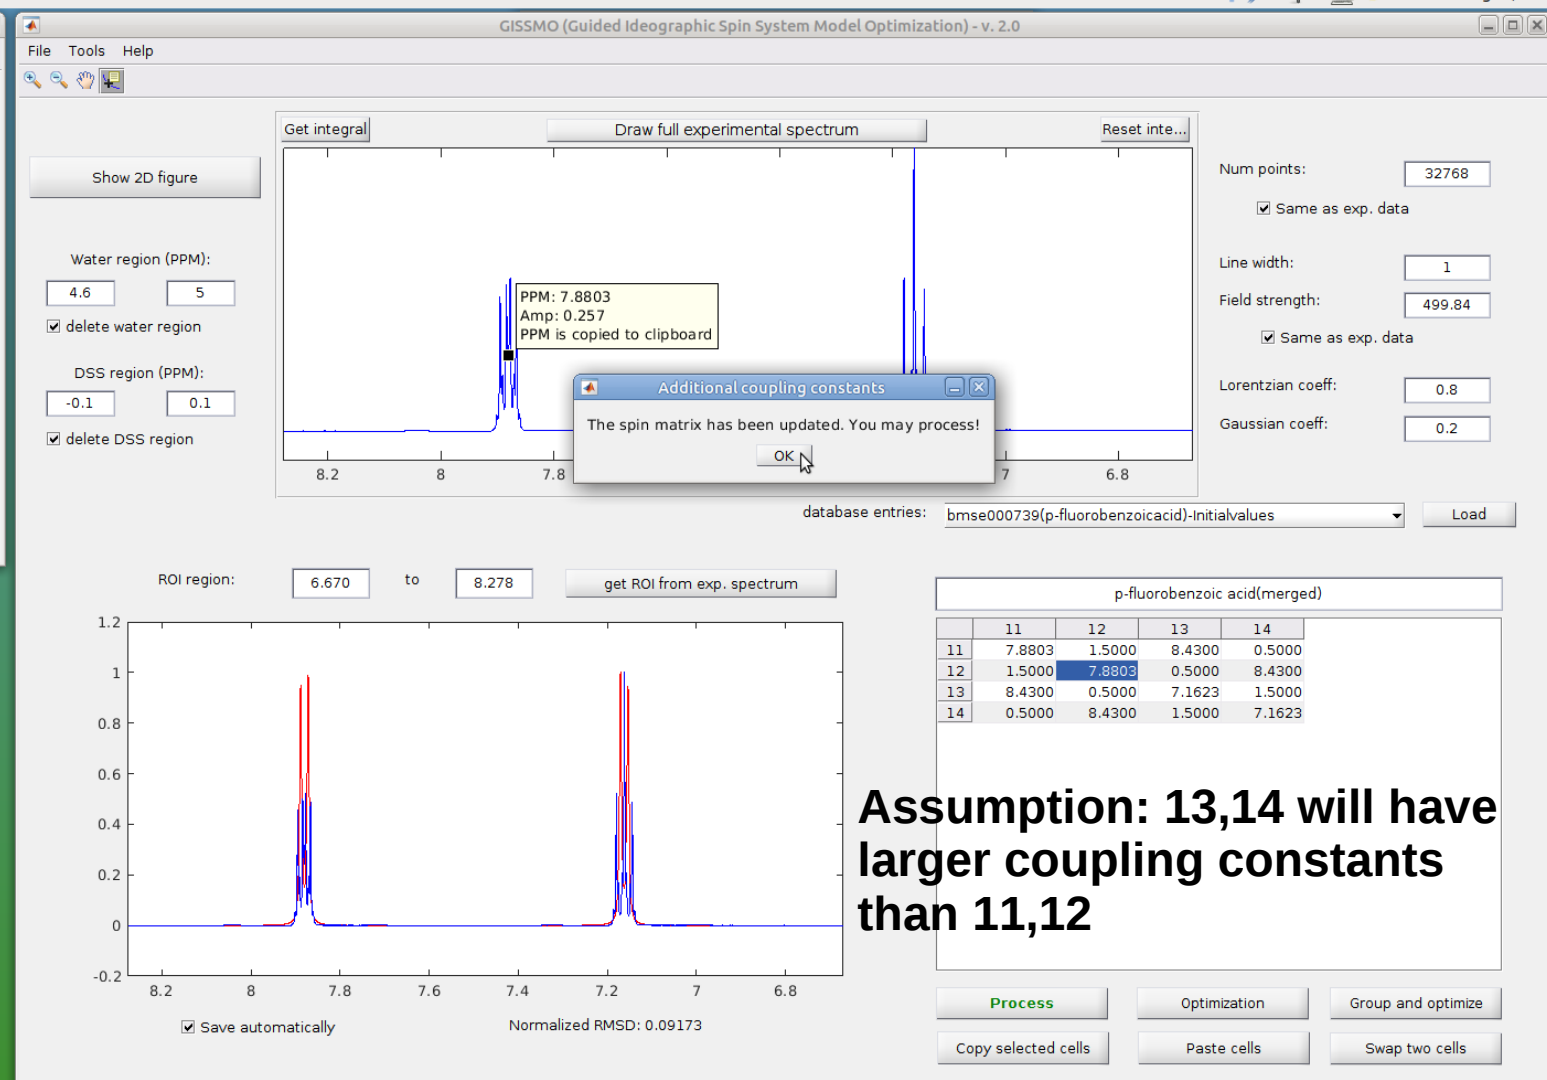 GISSMO (Guided Ideographic Spin System Model Optimization) - v. 2.0
File Tools Help
Get integral Draw full experimental spectrum Reset inte...
Show 2D figure
Num points: 32768
Same as exp. data
Water region (PPM):
4.6 5
delete water region
Line width: 1
Field strength: 499.84
Same as exp. data
PPM: 7.8803
Amp: 0.257
PPM is copied to clipboard
DSS region (PPM):
-0.1 0.1
delete DSS region
Additional coupling constants
The spin matrix has been updated. You may process!
OK
Lorentzian coeff: 0.8
Gaussian coeff: 0.2
8.2 8 7.8 7 6.8
database entries: bmse000739(p-fluorobenzoicacid)-Initialvalues Load
ROI region: 6.670 to 8.278 get ROI from exp. spectrum
p-fluorobenzoic acid(merged)
11 12 13 14
11 7.8803 1.5000 8.4300 0.5000
12 1.5000 7.8803 0.5000 8.4300
13 8.4300 0.5000 7.1623 1.5000
14 0.5000 8.4300 1.5000 7.1623
1.2
1
0.8
0.6
0.4
0.2
0
-0.2
8.2 8 7.8 7.6 7.4 7.2 7 6.8
Assumption: 13,14 will have
larger coupling constants
than 11,12
Save automatically Normalized RMSD: 0.09173
Process Optimization Group and optimize
Copy selected cells Paste cells Swap two cells